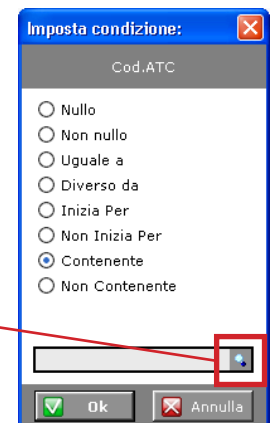 Imposta condizione:
Cod.ATC
Nullo
Non nullo
Uguale a
Diverso da
Inizia Per
Non Inizia Per
Contenente
Non Contenente
Ok
Annulla